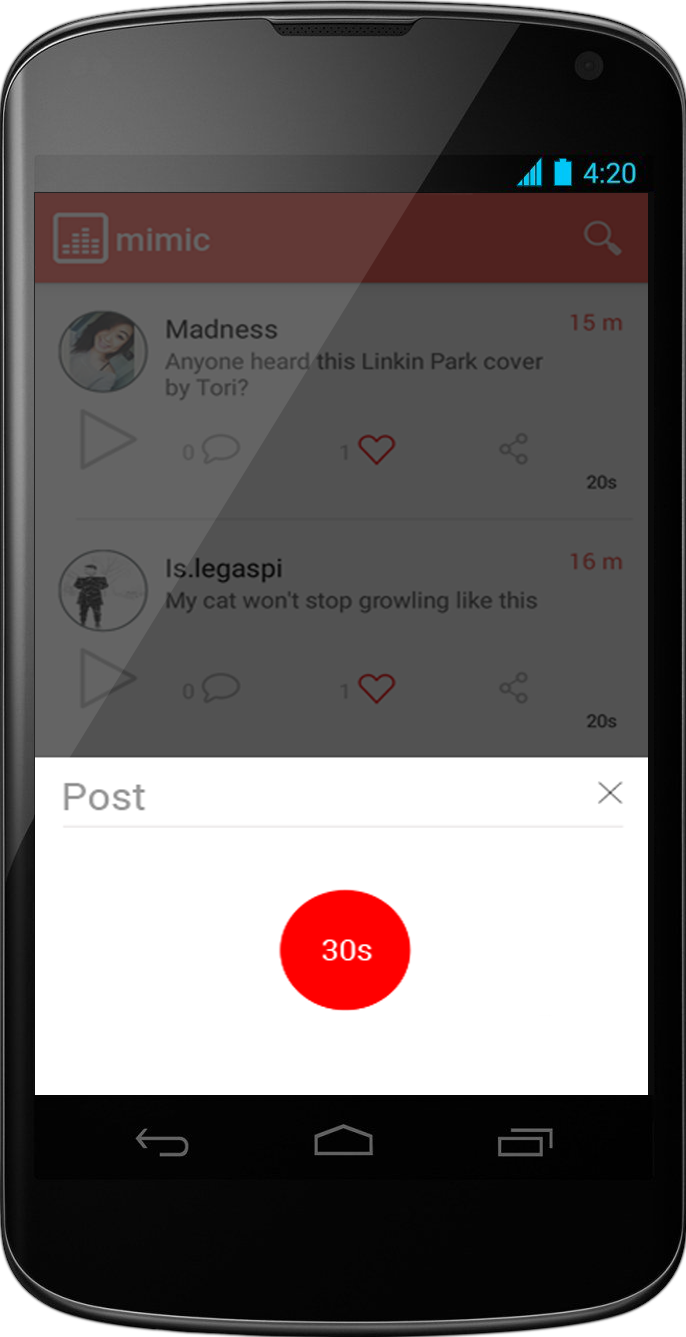 4:20
mimic
Madness
15 m
Anyone heard this Linkin Park cover
by Tori?
0
1
20s
Is.legaspi
16 m
My cat won't stop growling like this
0
1
20s
Post
30s